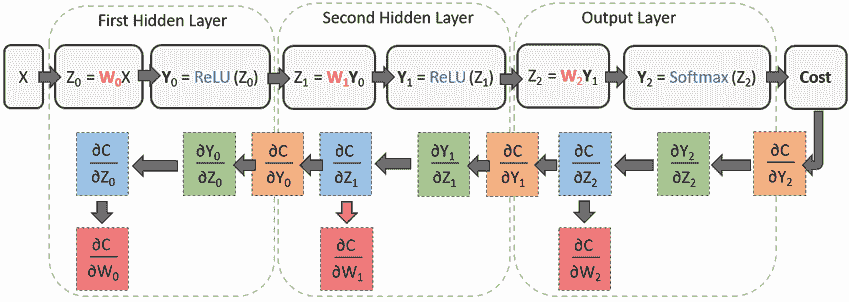 First Hidden Layer
Second Hidden Layer
Output Layer
X
Z₀ = W₀X
Y₀ = ReLU (Z₀)
Z₁ = W₁Y₀
Y₁ = ReLU (Z₁)
Z₂ = W₂Y₁
Y₂ = Softmax(Z₂)
Cost
∂C
∂Z₀
∂Y₀
∂Z₀
∂C
∂Y₀
∂C
∂Z₁
∂Y₁
∂Z₁
∂C
∂Y₁
∂C
∂Z₂
∂Y₂
∂Z₂
∂C
∂Y₂
∂C
∂W₀
∂C
∂W₁
∂C
∂W₂